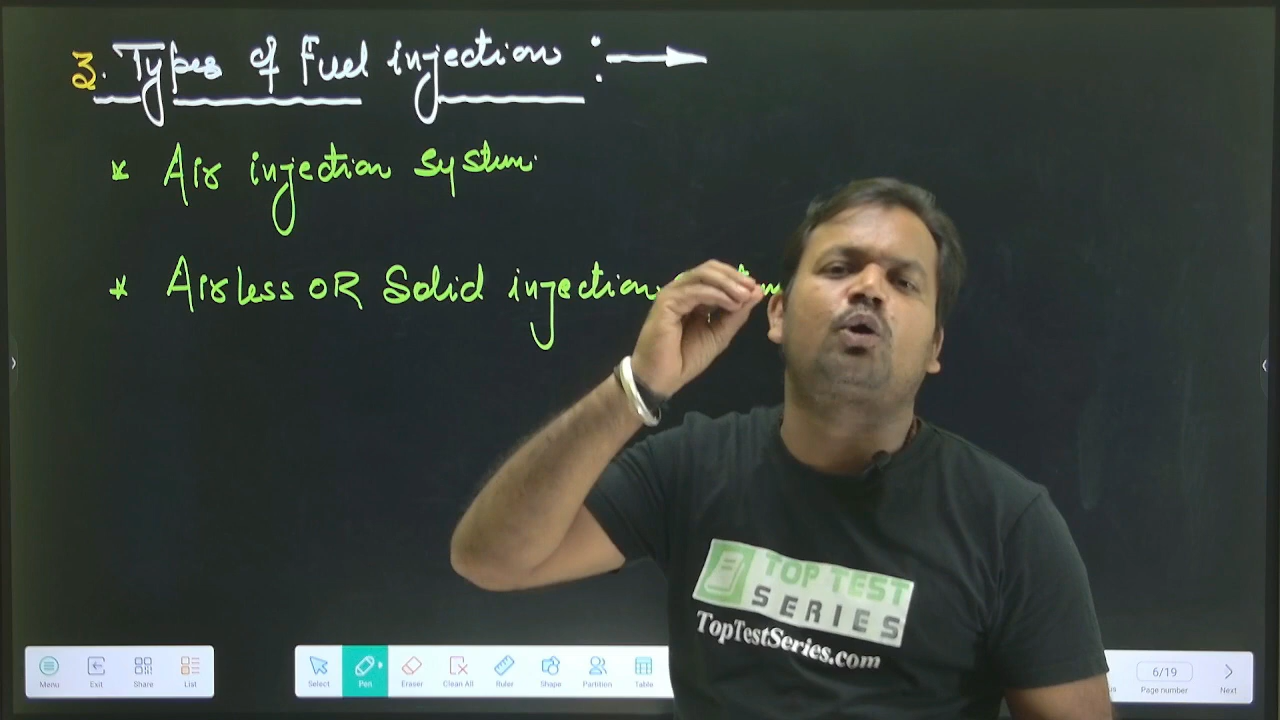 3. Types of Fuel injection :→
* Air injection system
* Airless OR Solid injection
TOP TEST
SERIES
TopTestSeries.com
Menu Exit Share List Select Pen Eraser Clean All Ruler Shape Partition Table 6/19 Page number Next